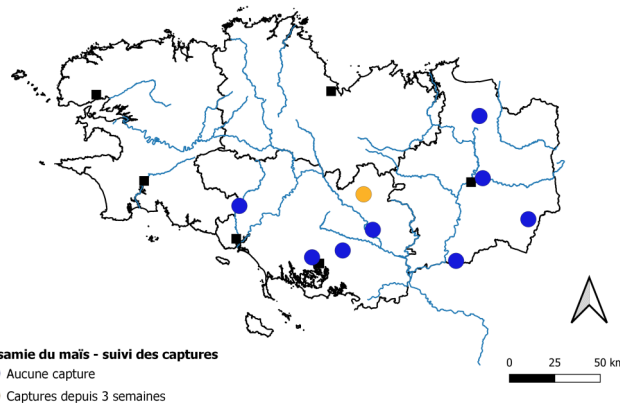 samie du maïs - suivi des captures
Aucune capture
Captures depuis 3 semaines
0 25 50 km